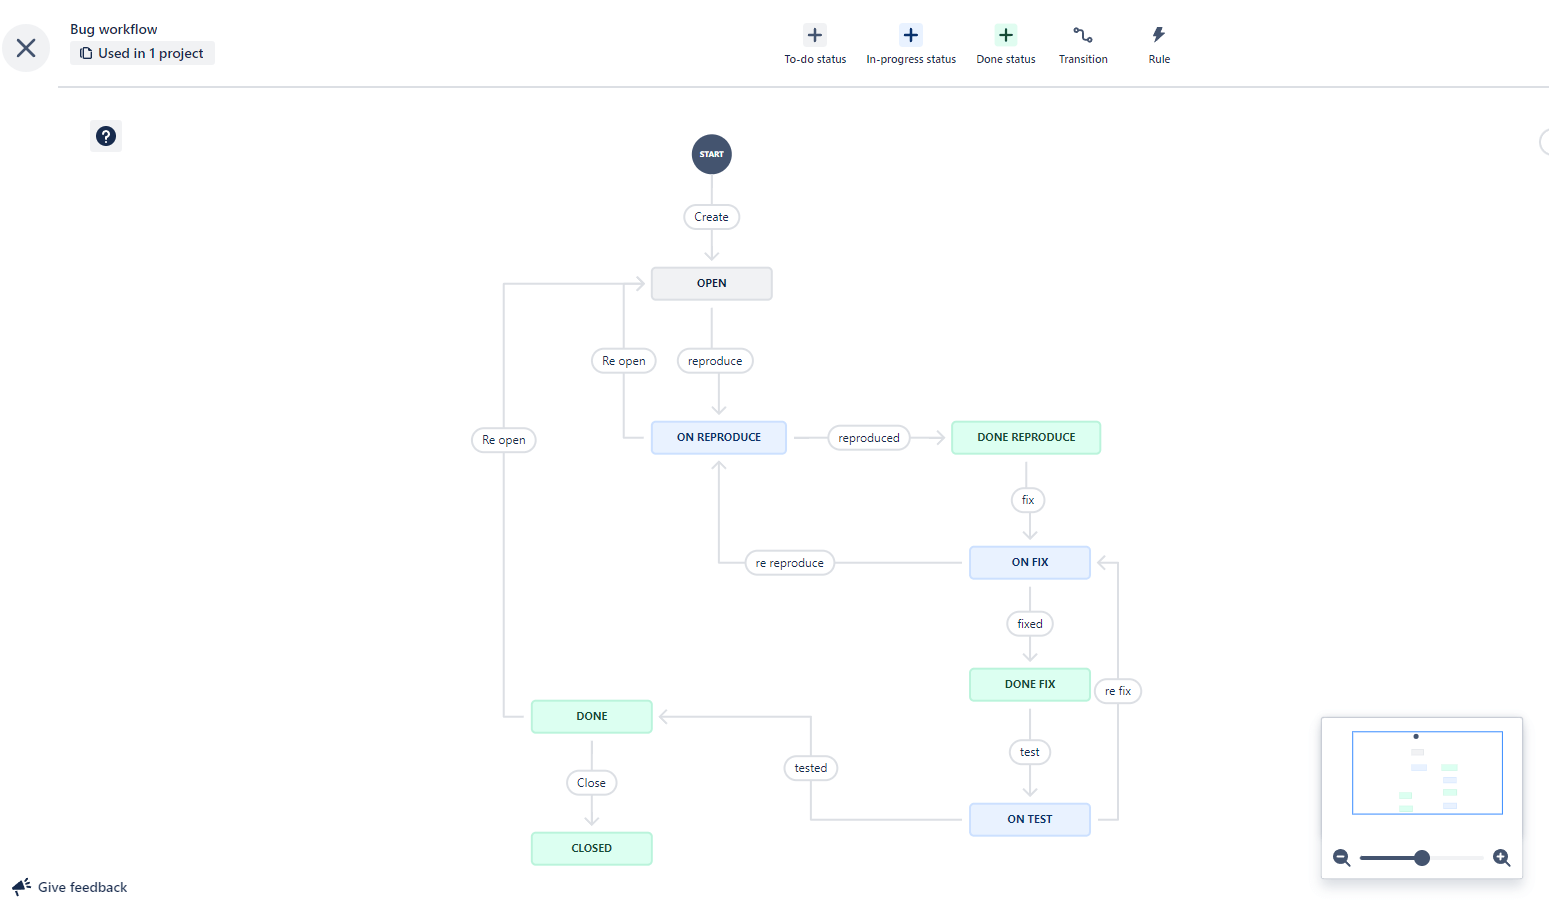 Bug workflow
Used in 1 project
To-do status
In-progress status
Done status
Transition
Rule
START
Create
OPEN
Re open
reproduce
Re open
ON REPRODUCE
reproduced
DONE REPRODUCE
fix
re reproduce
ON FIX
fixed
DONE FIX
re fix
DONE
test
tested
Close
ON TEST
CLOSED
Give feedback